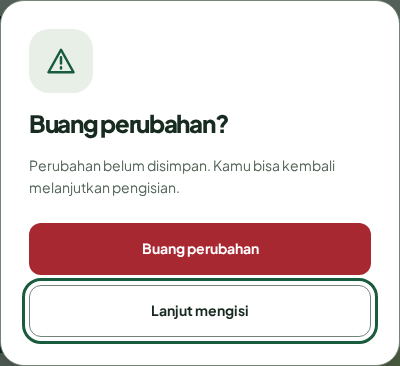 Buang perubahan?
Perubahan belum disimpan. Kamu bisa kembali
melanjutkan pengisian.
Buang perubahan
Lanjut mengisi